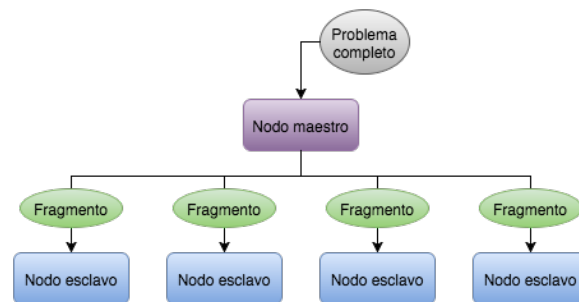 Problema
completo
Nodo maestro
Fragmento
Fragmento
Fragmento
Fragmento
Nodo esclavo
Nodo esclavo
Nodo esclavo
Nodo esclavo